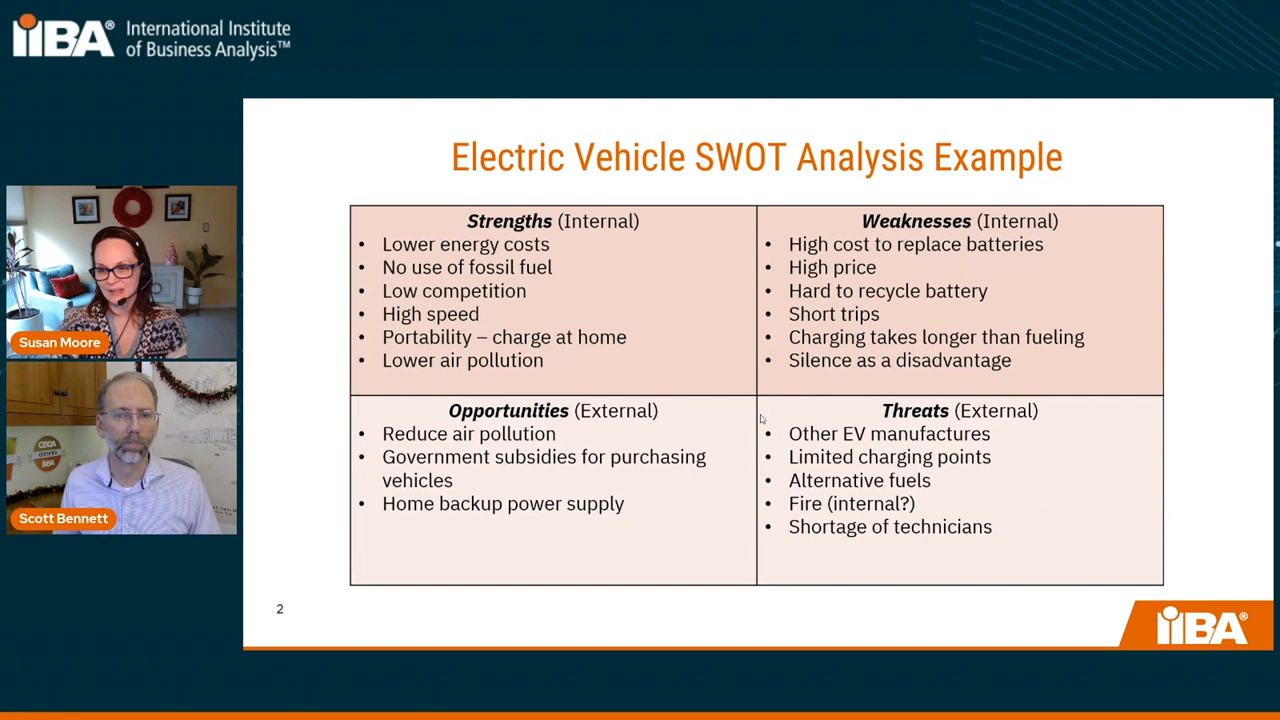 IIBA® International Institute
of Business Analysis™
Electric Vehicle SWOT Analysis Example
Strengths (Internal)
• Lower energy costs
• No use of fossil fuel
• Low competition
• High speed
• Portability – charge at home
• Lower air pollution
Weaknesses (Internal)
• High cost to replace batteries
• High price
• Hard to recycle battery
• Short trips
• Charging takes longer than fueling
• Silence as a disadvantage
Opportunities (External)
• Reduce air pollution
• Government subsidies for purchasing
vehicles
• Home backup power supply
Threats (External)
• Other EV manufactures
• Limited charging points
• Alternative fuels
• Fire (internal?)
• Shortage of technicians
Susan Moore
CBDA
CERTIFIED
IIBA
Scott Bennett
2
IIBA®